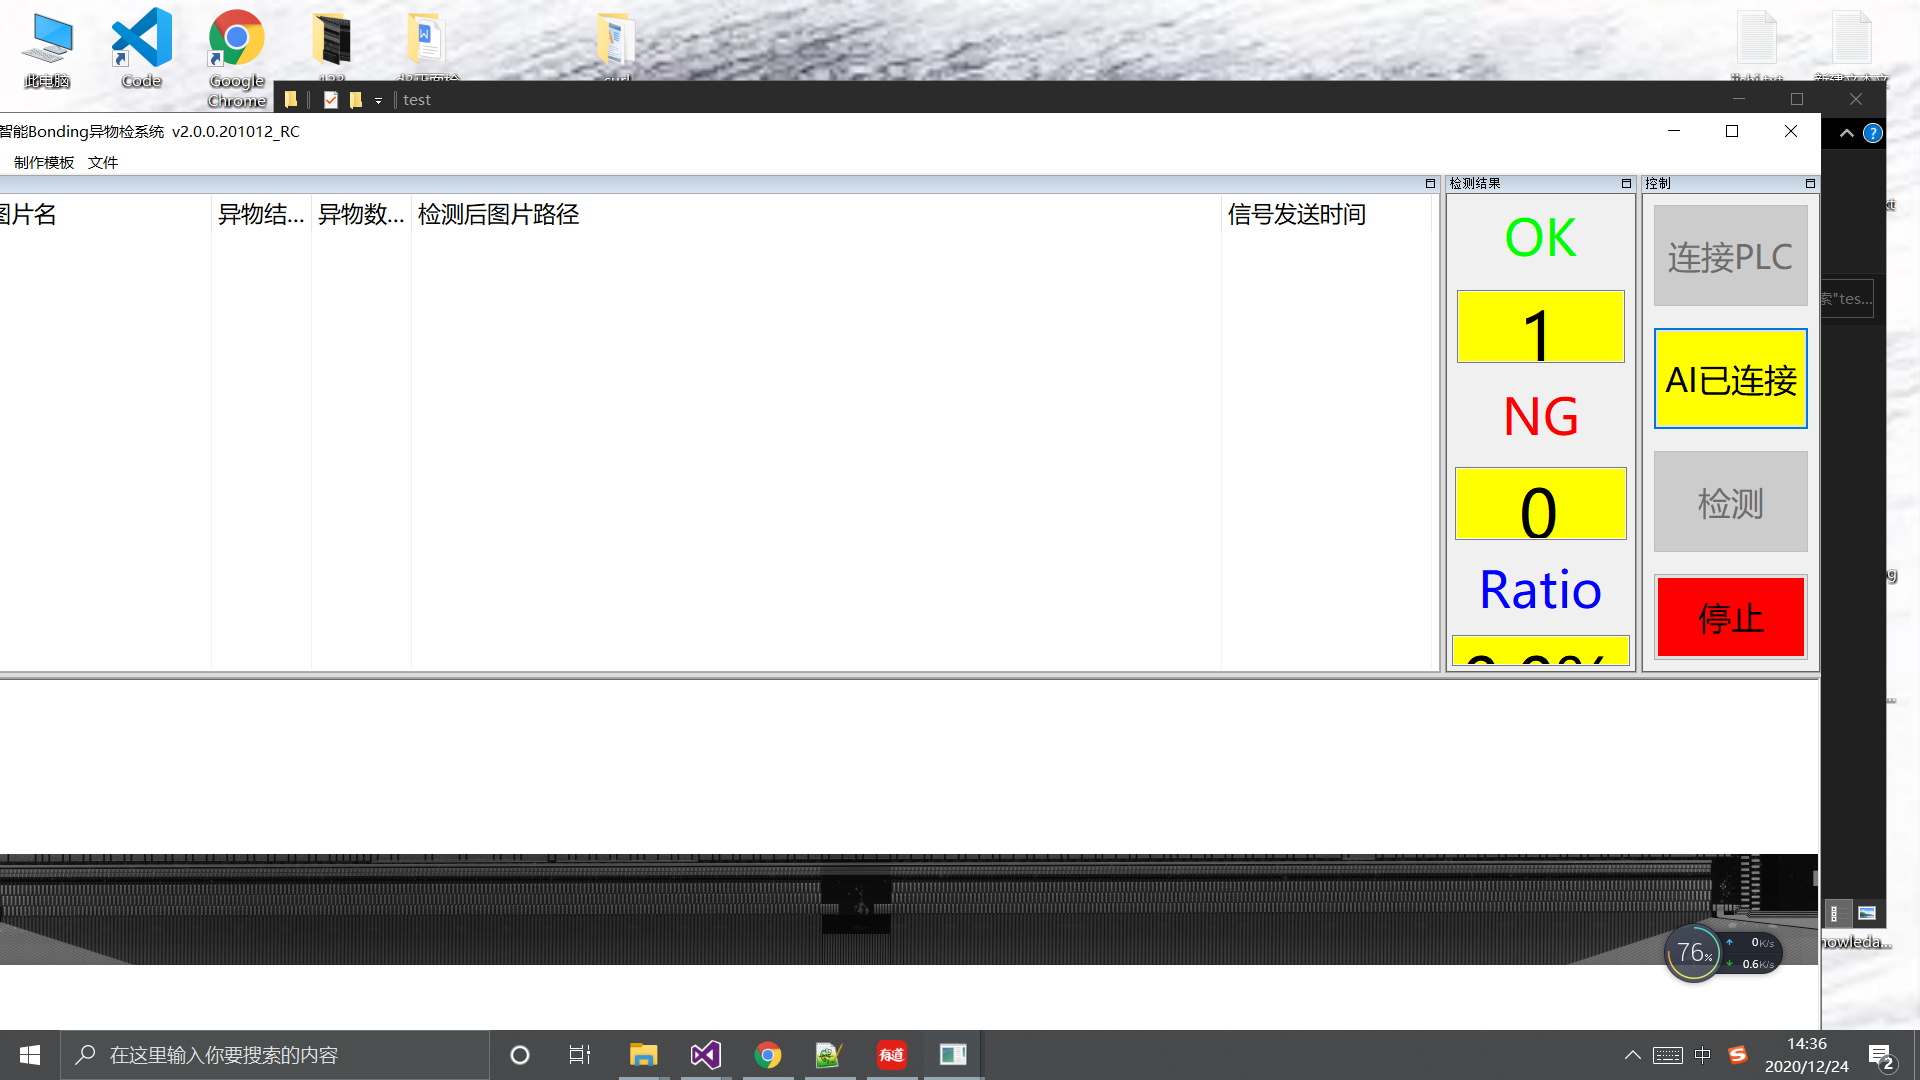 此电脑
Code
Google
Chrome
test
智能Bonding异物检系统 v2.0.0.201012_RC
制作模板 文件
检测结果
控制
图片名
异物结...
异物数...
检测后图片路径
信号发送时间
OK
1
NG
0
Ratio
连接PLC
AI已连接
检测
停止
索"tes...
76%
0K/s
0.6K/s
在这里输入你要搜索的内容
有道
中
14:36
2020/12/24
2